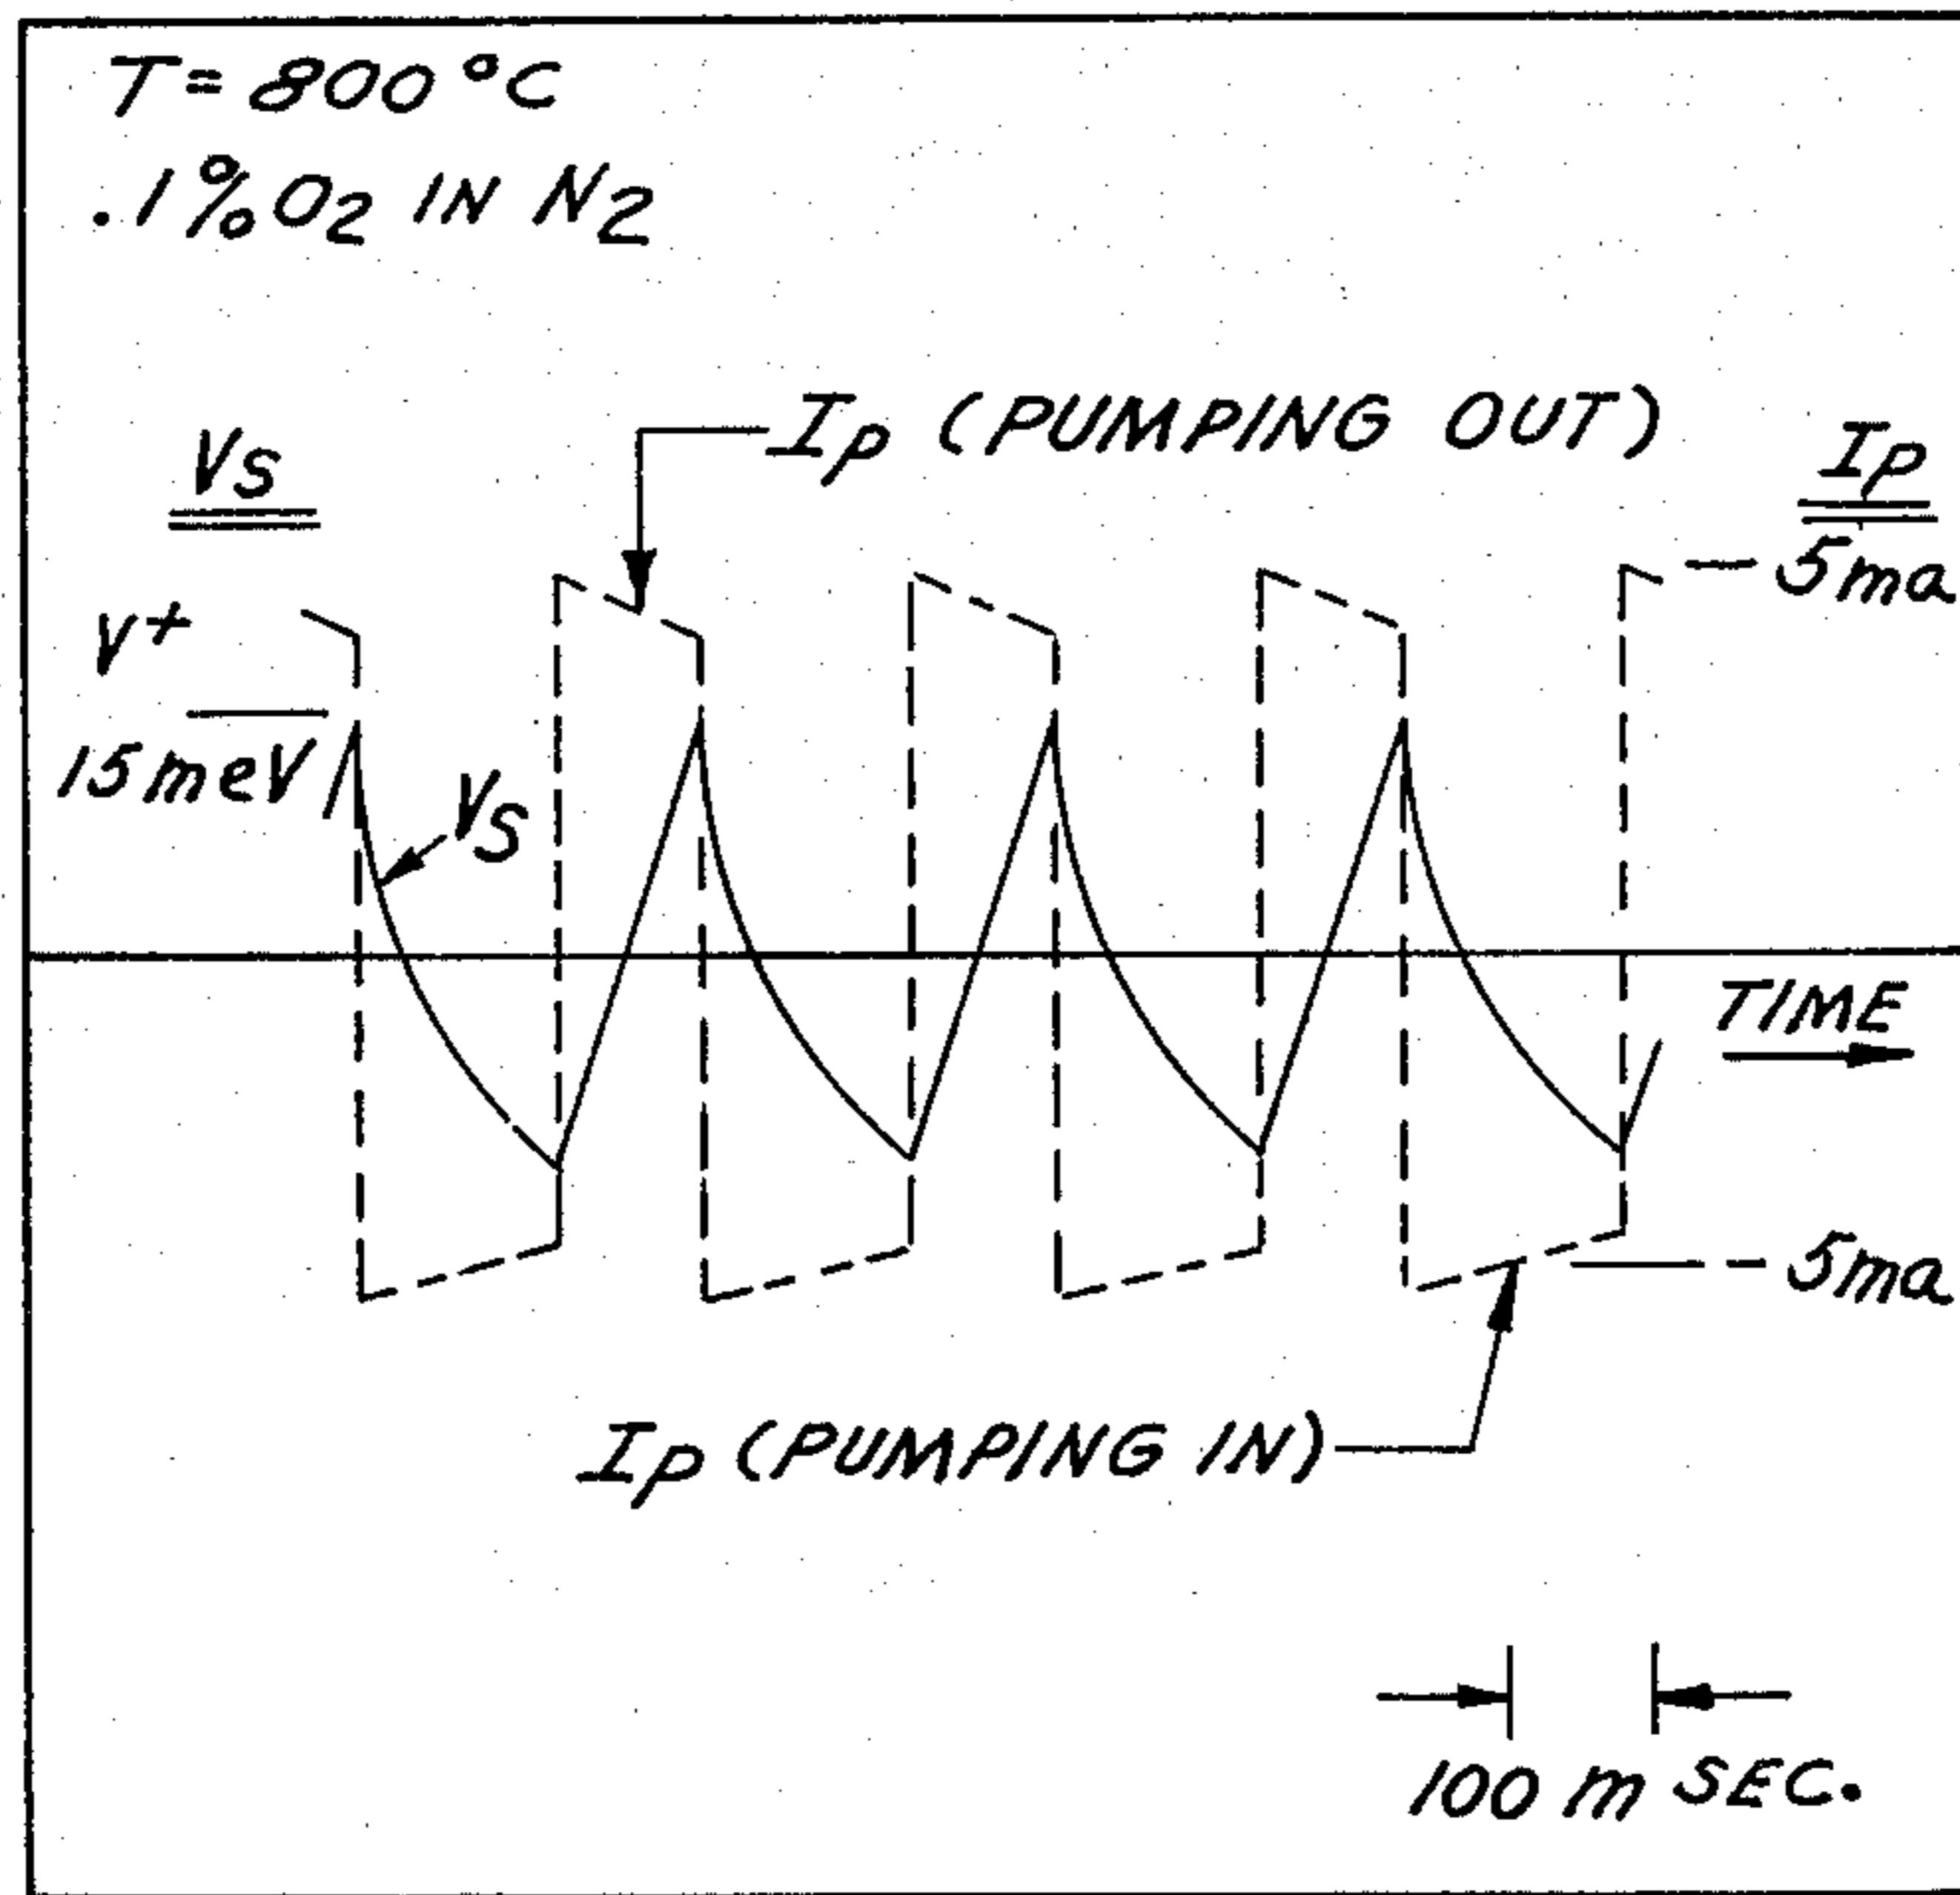 T = 800 °C
.1% O2 IN N2
Ip (PUMPING OUT)
Vs
Ip
- 5ma
V+
15meV
Vs
TIME
- 5ma
Ip (PUMPING IN)
100 m SEC.